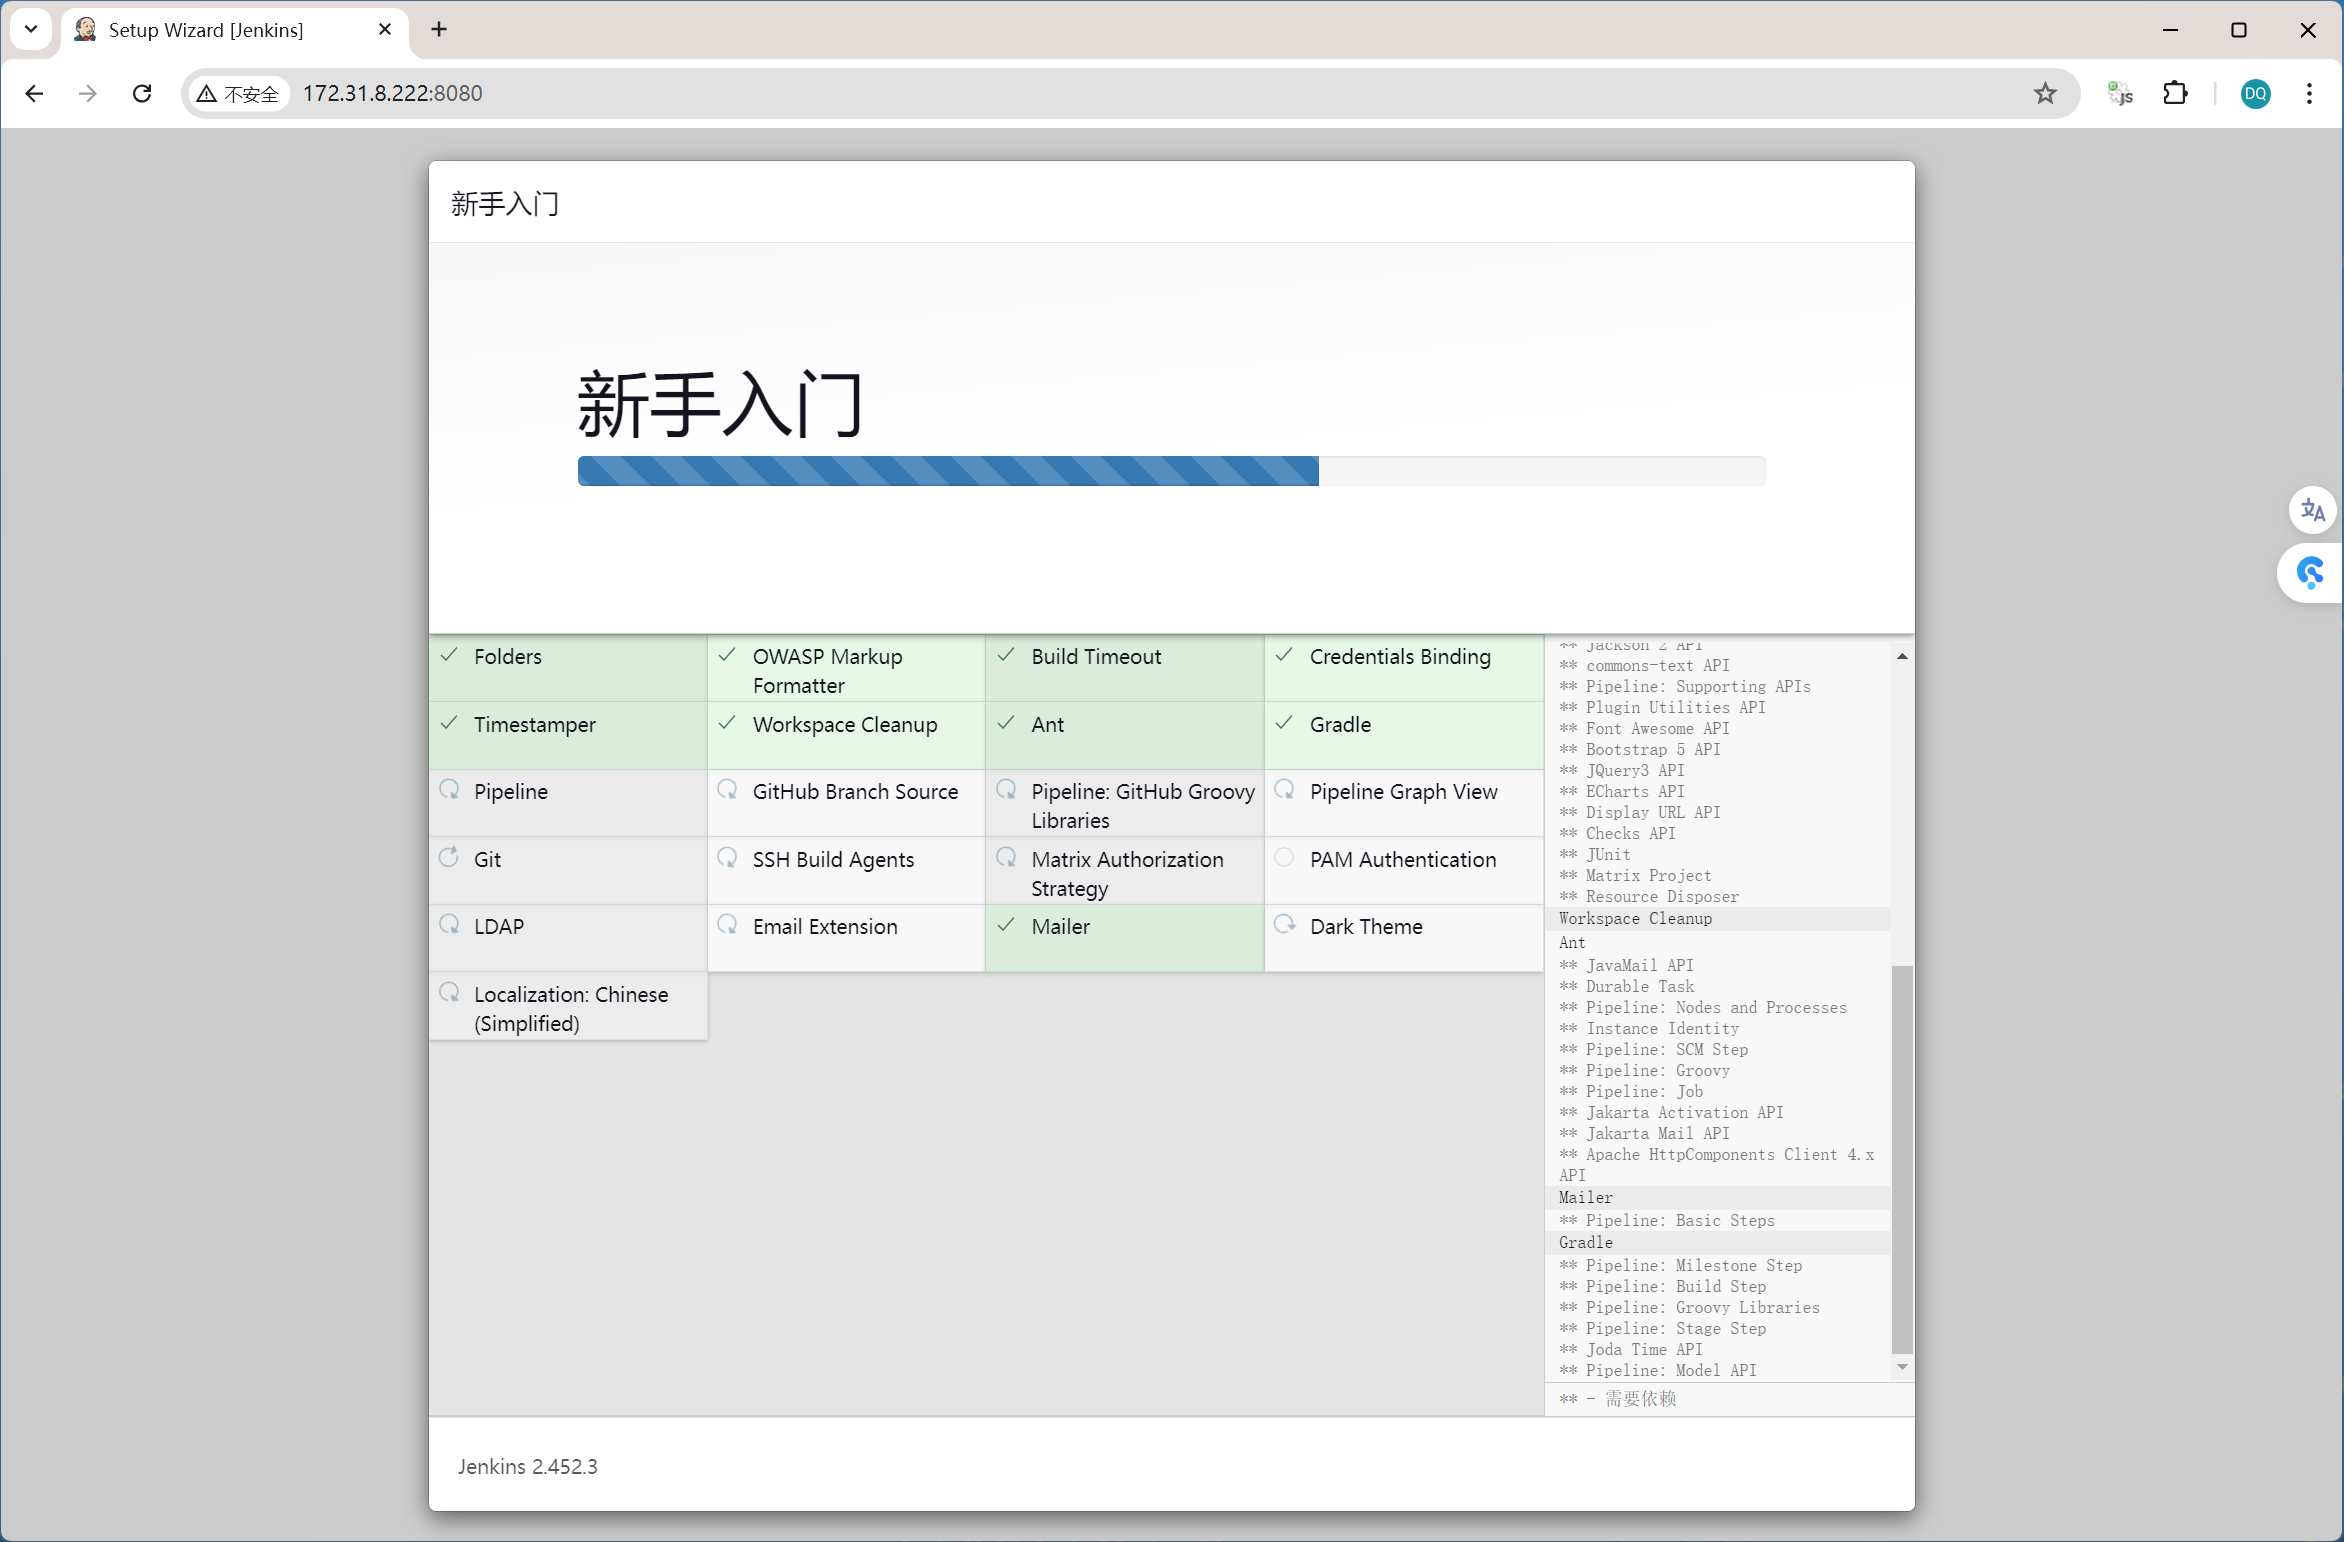 Setup Wizard [Jenkins]
不安全
172.31.8.222:8080
JS
DQ
新手入门
新手入门
Folders
OWASP Markup
Formatter
Build Timeout
Credentials Binding
Timestamper
Workspace Cleanup
Ant
Gradle
Pipeline
GitHub Branch Source
Pipeline: GitHub Groovy
Libraries
Pipeline Graph View
Git
SSH Build Agents
Matrix Authorization
Strategy
PAM Authentication
LDAP
Email Extension
Mailer
Dark Theme
Localization: Chinese
(Simplified)
** Jackson 2 API
** commons-text API
** Pipeline: Supporting APIs
** Plugin Utilities API
** Font Awesome API
** Bootstrap 5 API
** JQuery3 API
** ECharts API
** Display URL API
** Checks API
** JUnit
** Matrix Project
** Resource Disposer
Workspace Cleanup
Ant
** JavaMail API
** Durable Task
** Pipeline: Nodes and Processes
** Instance Identity
** Pipeline: SCM Step
** Pipeline: Groovy
** Pipeline: Job
** Jakarta Activation API
** Jakarta Mail API
** Apache HttpComponents Client 4.x
API
Mailer
** Pipeline: Basic Steps
Gradle
** Pipeline: Milestone Step
** Pipeline: Build Step
** Pipeline: Groovy Libraries
** Pipeline: Stage Step
** Joda Time API
** Pipeline: Model API
** - 需要依赖
Jenkins 2.452.3
文A